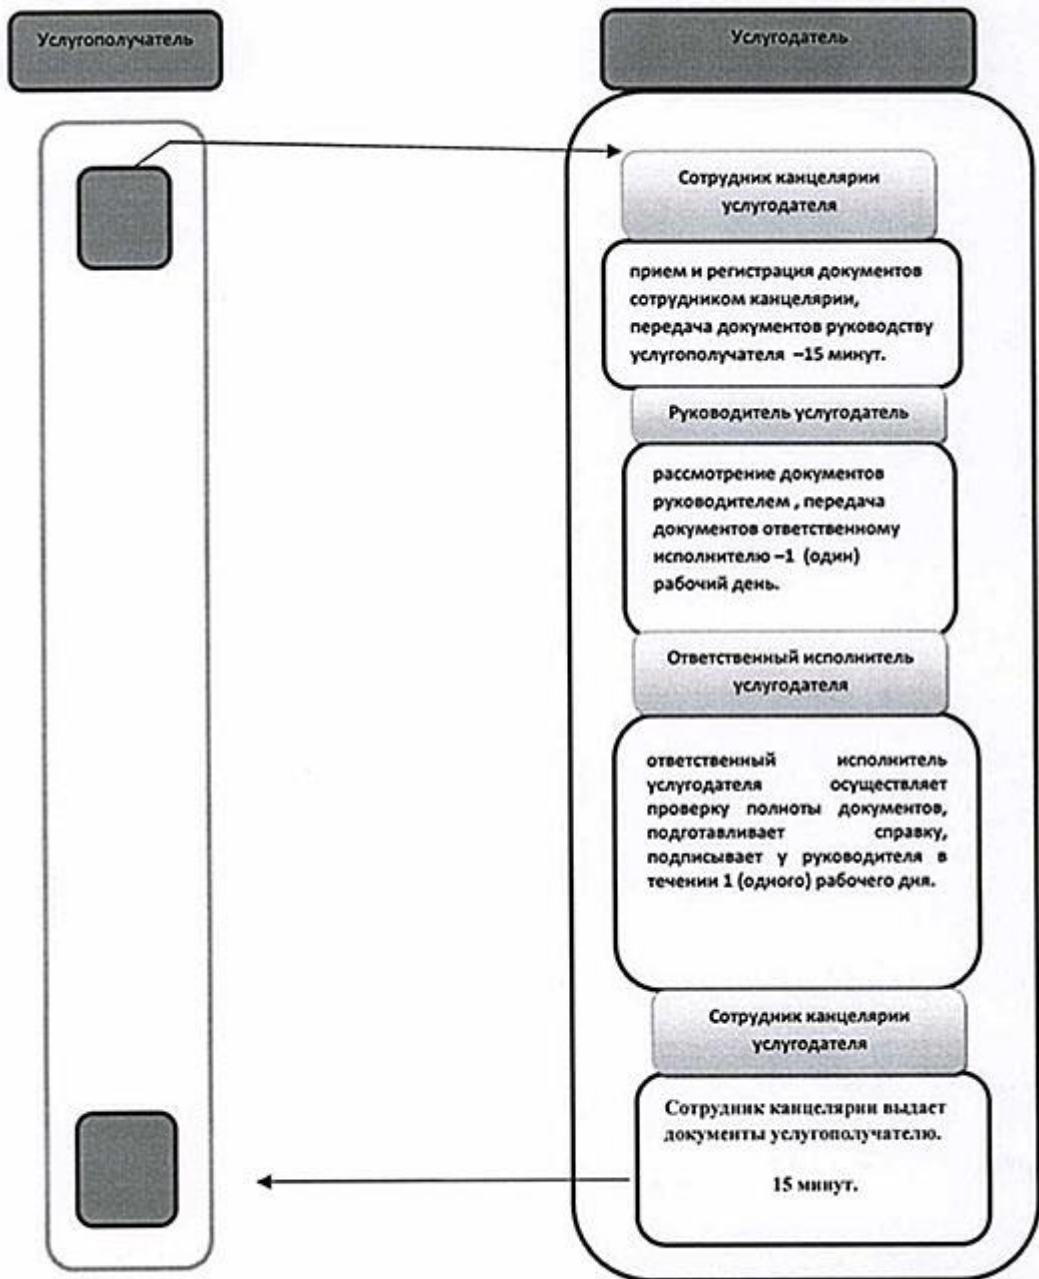 Услугополучатель
Услугодатель
Сотрудник канцелярии
услугодателя
прием и регистрация документов
сотрудником канцелярии,
передача документов руководству
услугополучателя –15 минут.
Руководитель услугодатель
рассмотрение документов
руководителем , передача
документов ответственному
исполнителю –1 (один)
рабочий день.
Ответственный исполнитель
услугодателя
ответственный исполнитель
услугодателя осуществляет
проверку полноты документов,
подготавливает справку,
подписывает у руководителя в
течении 1 (одного) рабочего дня.
Сотрудник канцелярии
услугодателя
Сотрудник канцелярии выдает
документы услугополучателю.
15 минут.